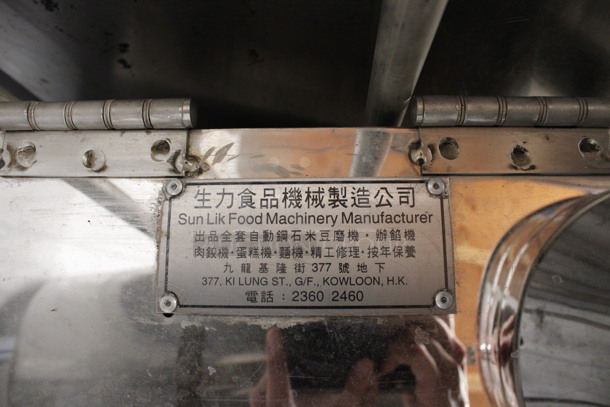 生力食品機械製造公司
Sun Lik Food Machinery Manufacturer
出品全套自動鋼石米豆磨機·辦餡機
肉鉸機·蛋糕機·麵機·精工修理·按年保養
九龍基隆街377號地下
377, KI LUNG ST., G/F., KOWLOON, H.K.
電話：2360 2460